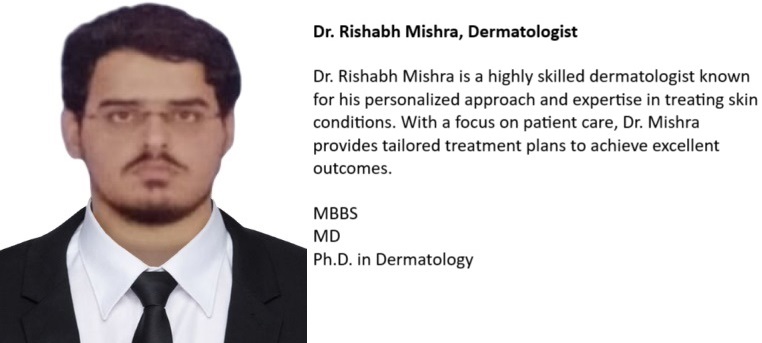 Dr. Rishabh Mishra, Dermatologist
Dr. Rishabh Mishra is a highly skilled dermatologist known
for his personalized approach and expertise in treating skin
conditions. With a focus on patient care, Dr. Mishra
provides tailored treatment plans to achieve excellent
outcomes.
MBBS
MD
Ph.D. in Dermatology